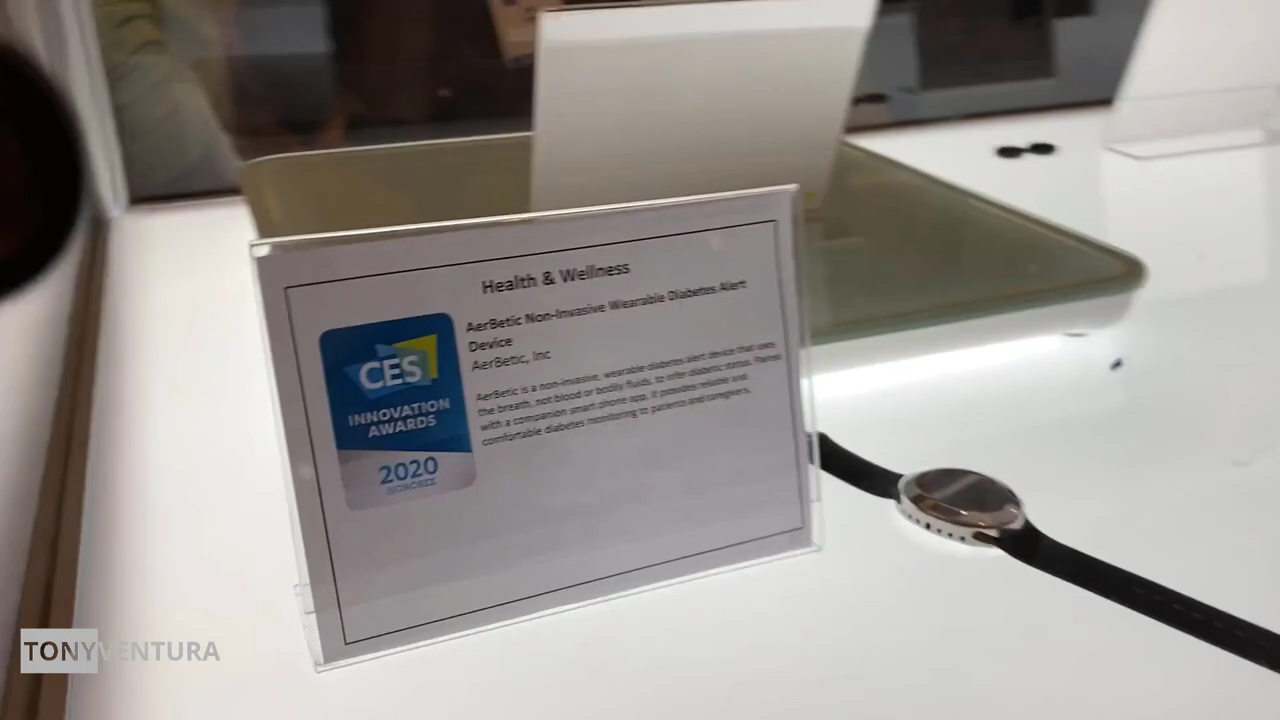 Health & Wellness
AerBetic Non-Invasive Wearable Diabetes Alert
Device
AerBetic, Inc
AerBetic is a non-invasive, wearable diabetes alert device that uses
the breath, not blood or bodily fluids, to infer diabetic status. Paired
with a companion smart phone app, it provides reliable and
comfortable diabetes monitoring to patients and caregivers.
CES
INNOVATION
AWARDS
2020
HONOREE
TONYVENTURA